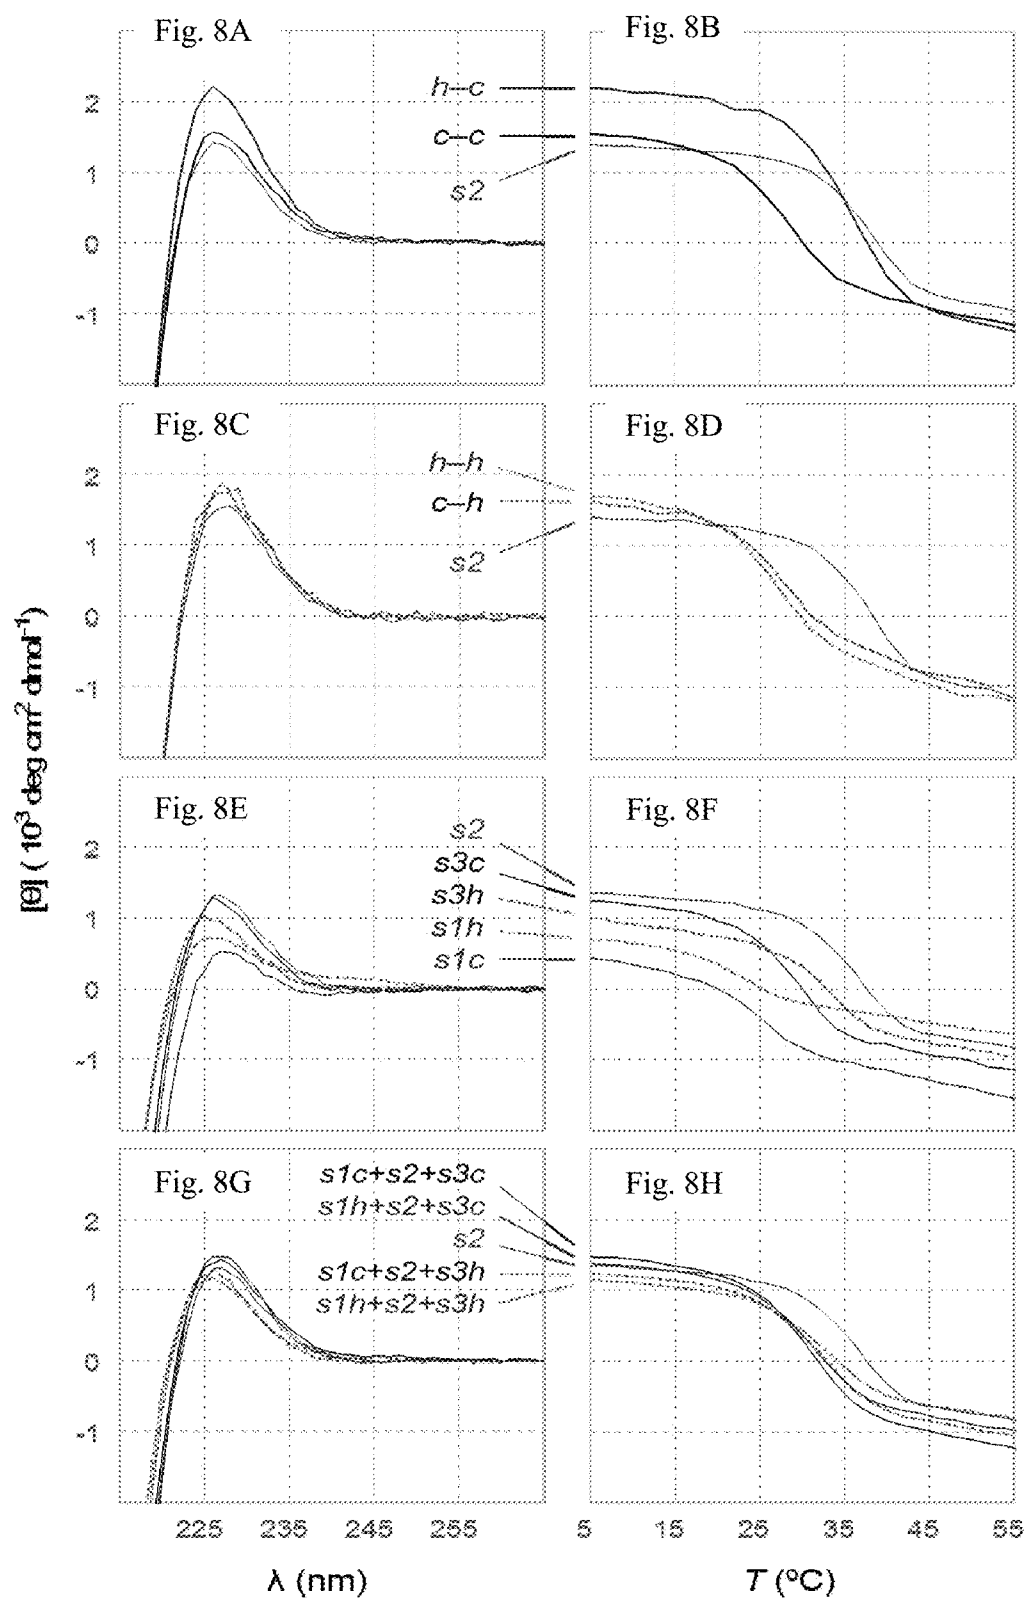 Fig. 8A
Fig. 8B
h–c
c–c
s2
2
1
0
-1
Fig. 8C
Fig. 8D
h–h
c–h
s2
2
1
0
-1
[θ] ( 10³ deg cm² dmol⁻¹)
Fig. 8E
Fig. 8F
s2
s3c
s3h
s1h
s1c
2
1
0
-1
Fig. 8G
Fig. 8H
s1c+s2+s3c
s1h+s2+s3c
s2
s1c+s2+s3h
s1h+s2+s3h
2
1
0
-1
225 235 245 255 5 15 25 35 45 55
λ (nm)
T (ºC)